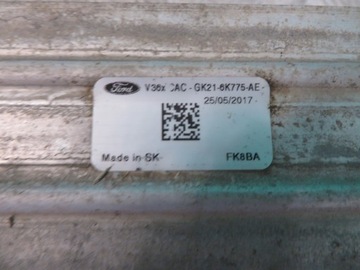 Ford V36x CAC - GK21-6K775-AE -
25/05/2017
Made in SK
FK8BA